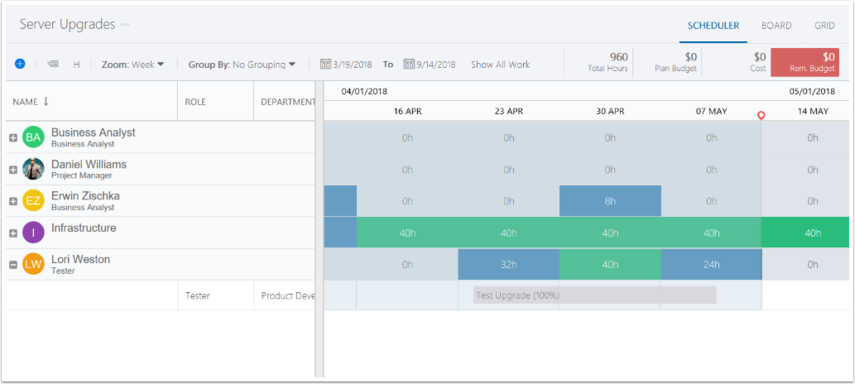 Server Upgrades
SCHEDULER BOARD GRID
H Zoom: Week Group By: No Grouping 3/19/2018 To 9/14/2018 Show All Work
960 $0 $0 $0
Total Hours Plan Budget Cost Rem. Budget
NAME ROLE DEPARTMENT
04/01/2018 05/01/2018
16 APR 23 APR 30 APR 07 MAY 14 MAY
BA Business Analyst 0h 0h 0h 0h 0h
Business Analyst
Daniel Williams 0h 0h 0h 0h 0h
Project Manager
EZ Erwin Zischka 0h 0h 8h 0h 0h
Business Analyst
I Infrastructure 40h 40h 40h 40h 40h
LW Lori Weston 0h 32h 40h 24h 0h
Tester
Tester Product Deve Test Upgrade (100%)